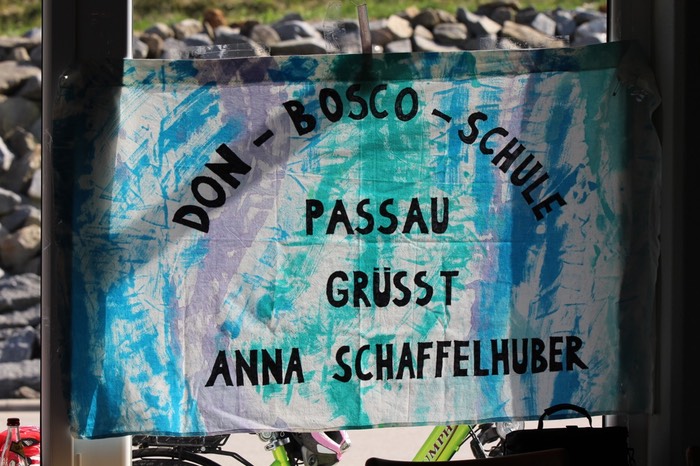 DON - BOSCO - SCHULE
PASSAU
GRÜSST
ANNA SCHAFFELHUBER